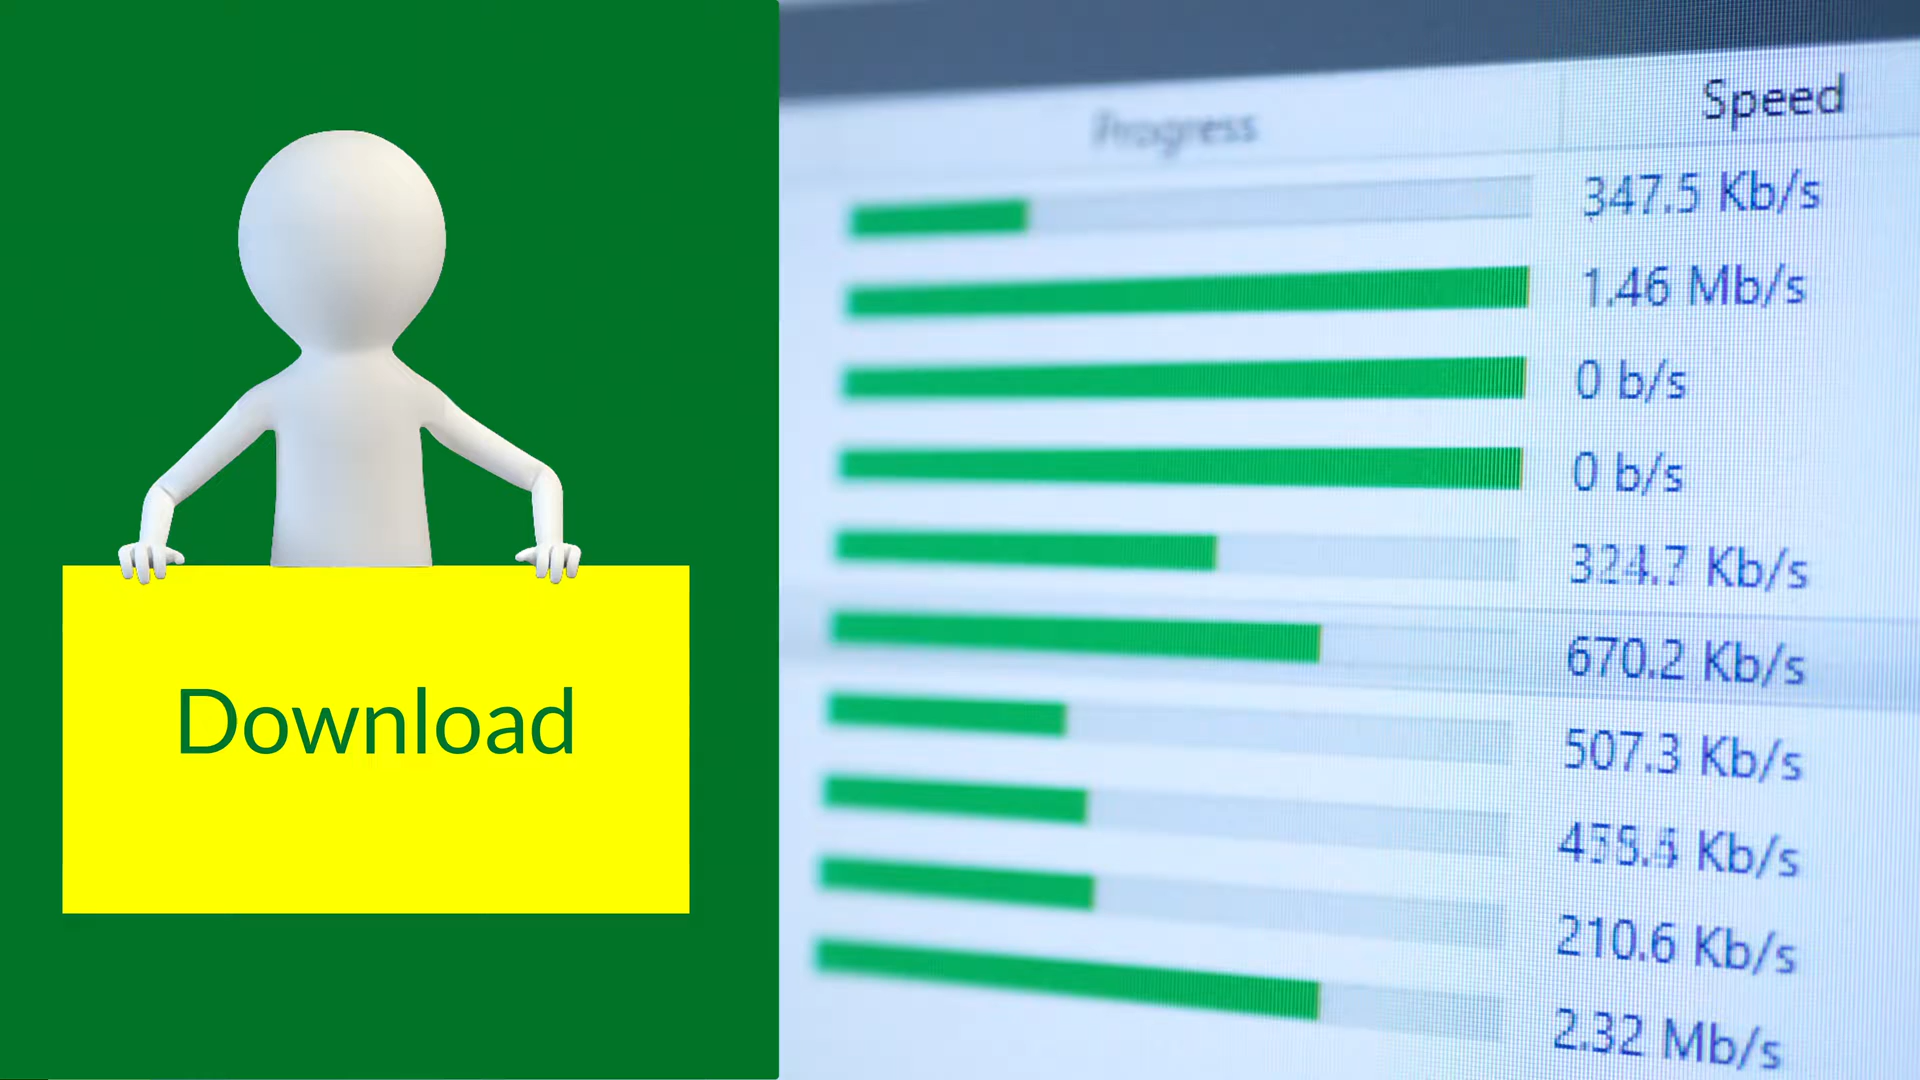 Download
Progress Speed
347.5 Kb/s
1.46 Mb/s
0 b/s
0 b/s
324.7 Kb/s
670.2 Kb/s
507.3 Kb/s
Kb/s
210.6 Kb/s
2.32 Mb/s